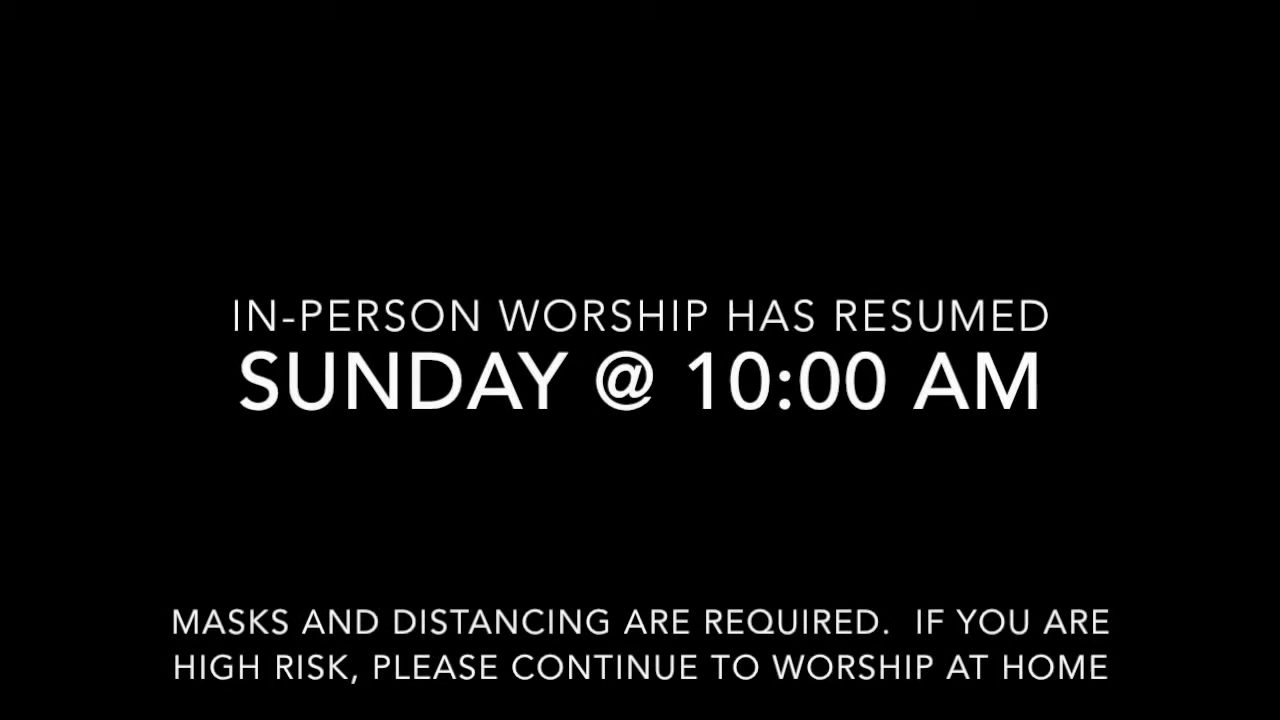 IN-PERSON WORSHIP HAS RESUMED
SUNDAY @ 10:00 AM
MASKS AND DISTANCING ARE REQUIRED.  IF YOU ARE
HIGH RISK, PLEASE CONTINUE TO WORSHIP AT HOME